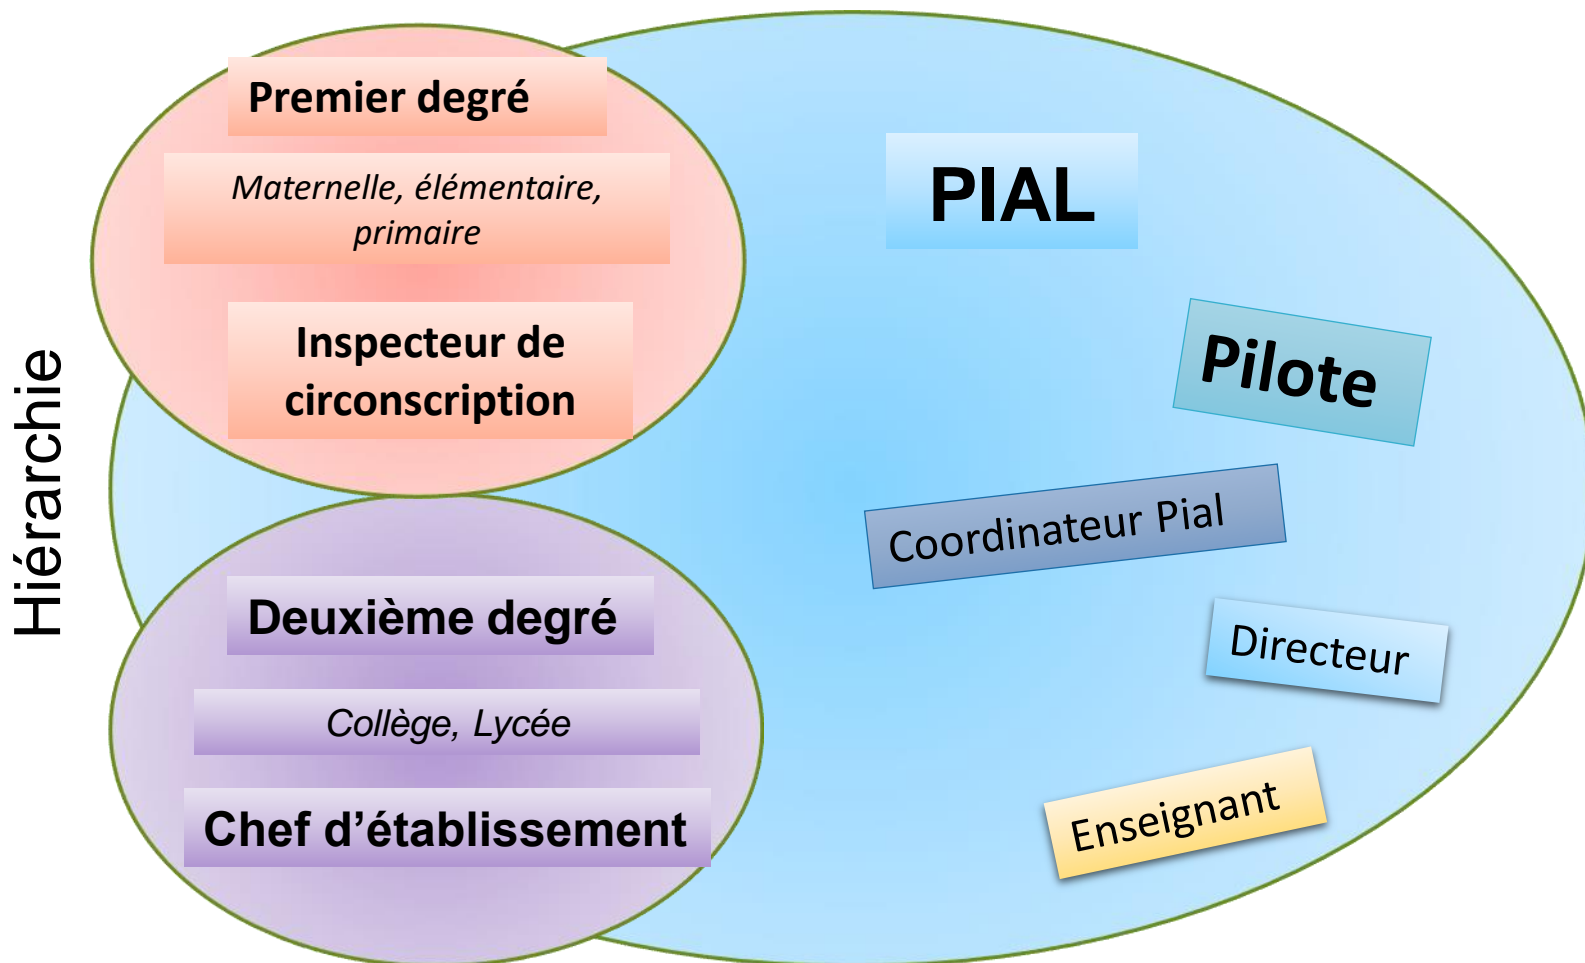 Hiérarchie
Premier degré
Maternelle, élémentaire,
primaire
Inspecteur de
circonscription
Deuxième degré
Collège, Lycée
Chef d’établissement
PIAL
Pilote
Coordinateur Pial
Directeur
Enseignant